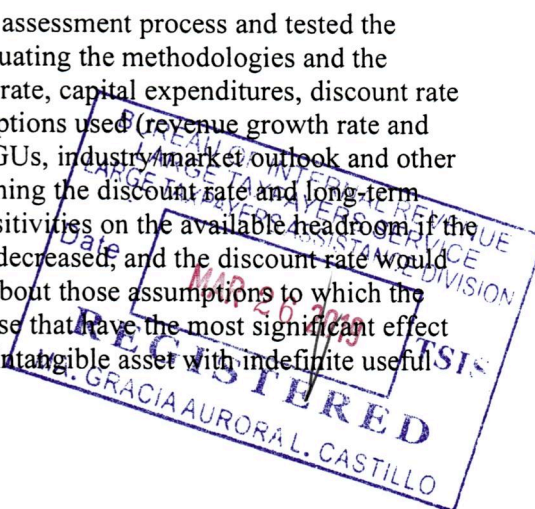 assessment process and tested the
uating the methodologies and the
rate, capital expenditures, discount rate
ptions used (revenue growth rate and
GUs, industry/market outlook and other
ning the discount rate and long-term
sitivities on the available headroom if the
decreased, and the discount rate would
bout those assumptions to which the
se that have the most significant effect
ntangible asset with indefinite useful
BUREAU OF INTERNAL REVENUE
LARGE TAXPAYERS SERVICE
LARGE TAXPAYERS ASSISTANCE DIVISION
Date
MAR 26 2019
TSIS
REGISTERED
MA. GRACIA AURORA L. CASTILLO